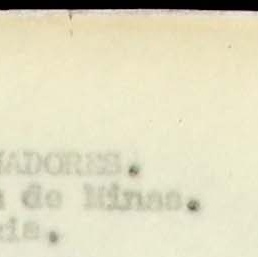 ADORES.
de Minas.
is.